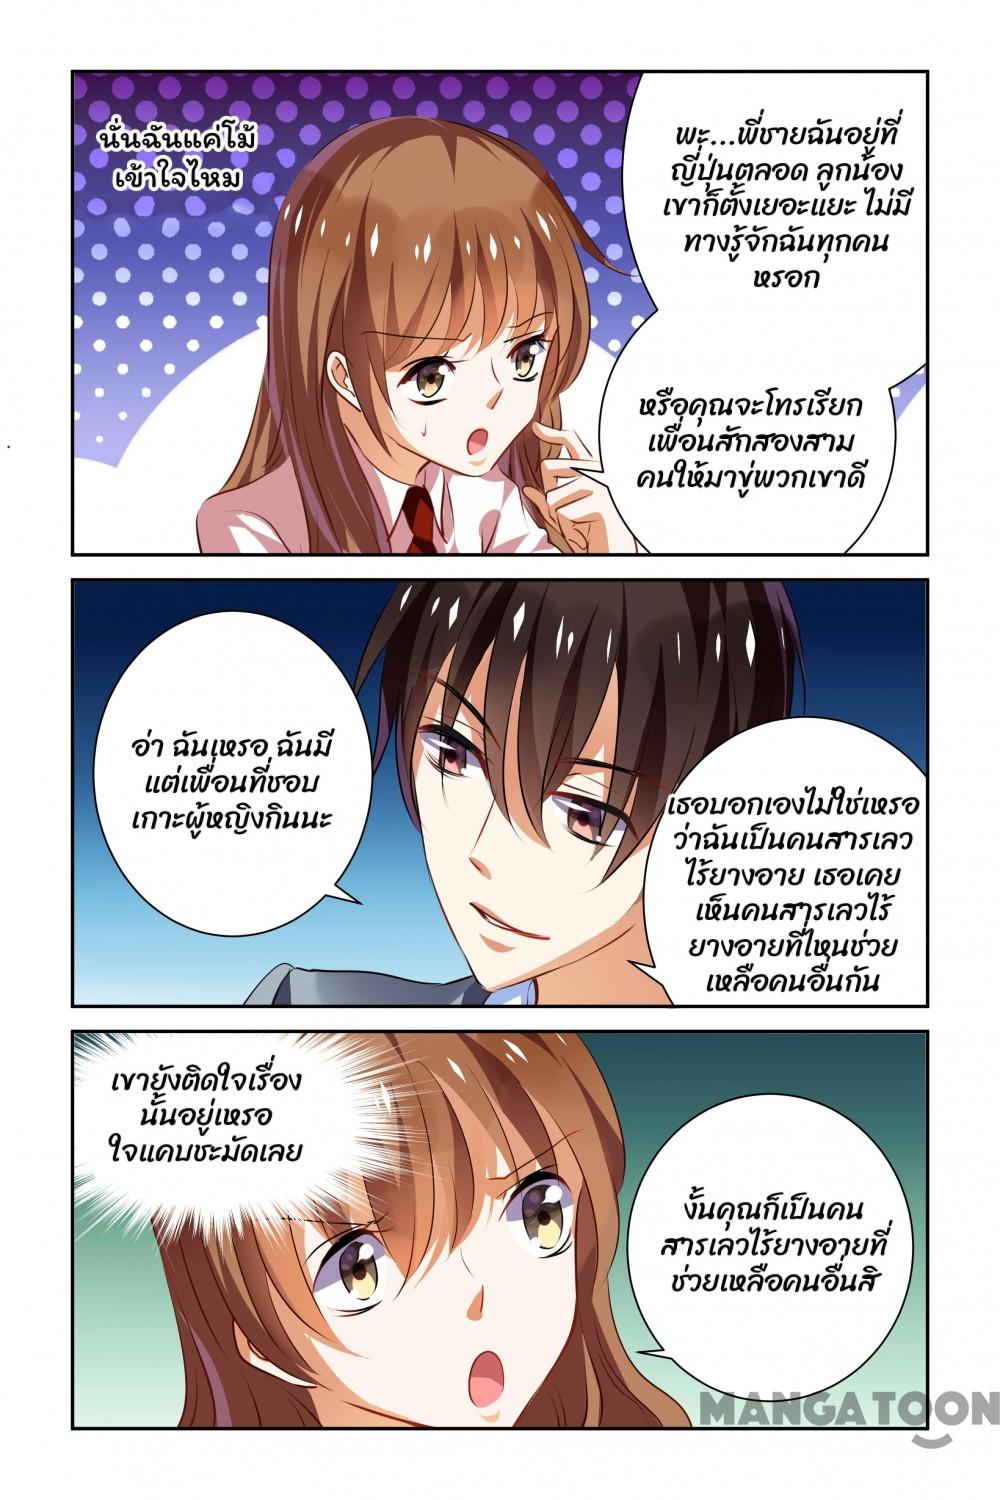 นั่นฉันแค่โม้
เข้าใจไหม
พะ...พี่ชายฉันอยู่ที่
ญี่ปุ่นตลอด ลูกน้อง
เขาก็ตั้งเยอะแยะ ไม่มี
ทางรู้จักฉันทุกคน
หรอก
หรือคุณจะโทรเรียก
เพื่อนสักสองสาม
คนให้มาขู่พวกเขาดี
อ่า ฉันเหรอ ฉันมี
แต่เพื่อนที่ชอบ
เกาะผู้หญิงกินนะ
เธอบอกเองไม่ใช่เหรอ
ว่าฉันเป็นคนสารเลว
ไร้ยางอาย เธอเคย
เห็นคนสารเลวไร้
ยางอายที่ไหนช่วย
เหลือคนอื่นกัน
เขายังติดใจเรื่อง
นั้นอยู่เหรอ
ใจแคบชะมัดเลย
งั้นคุณก็เป็นคน
สารเลวไร้ยางอายที่
ช่วยเหลือคนอื่นสิ
MANGATOON